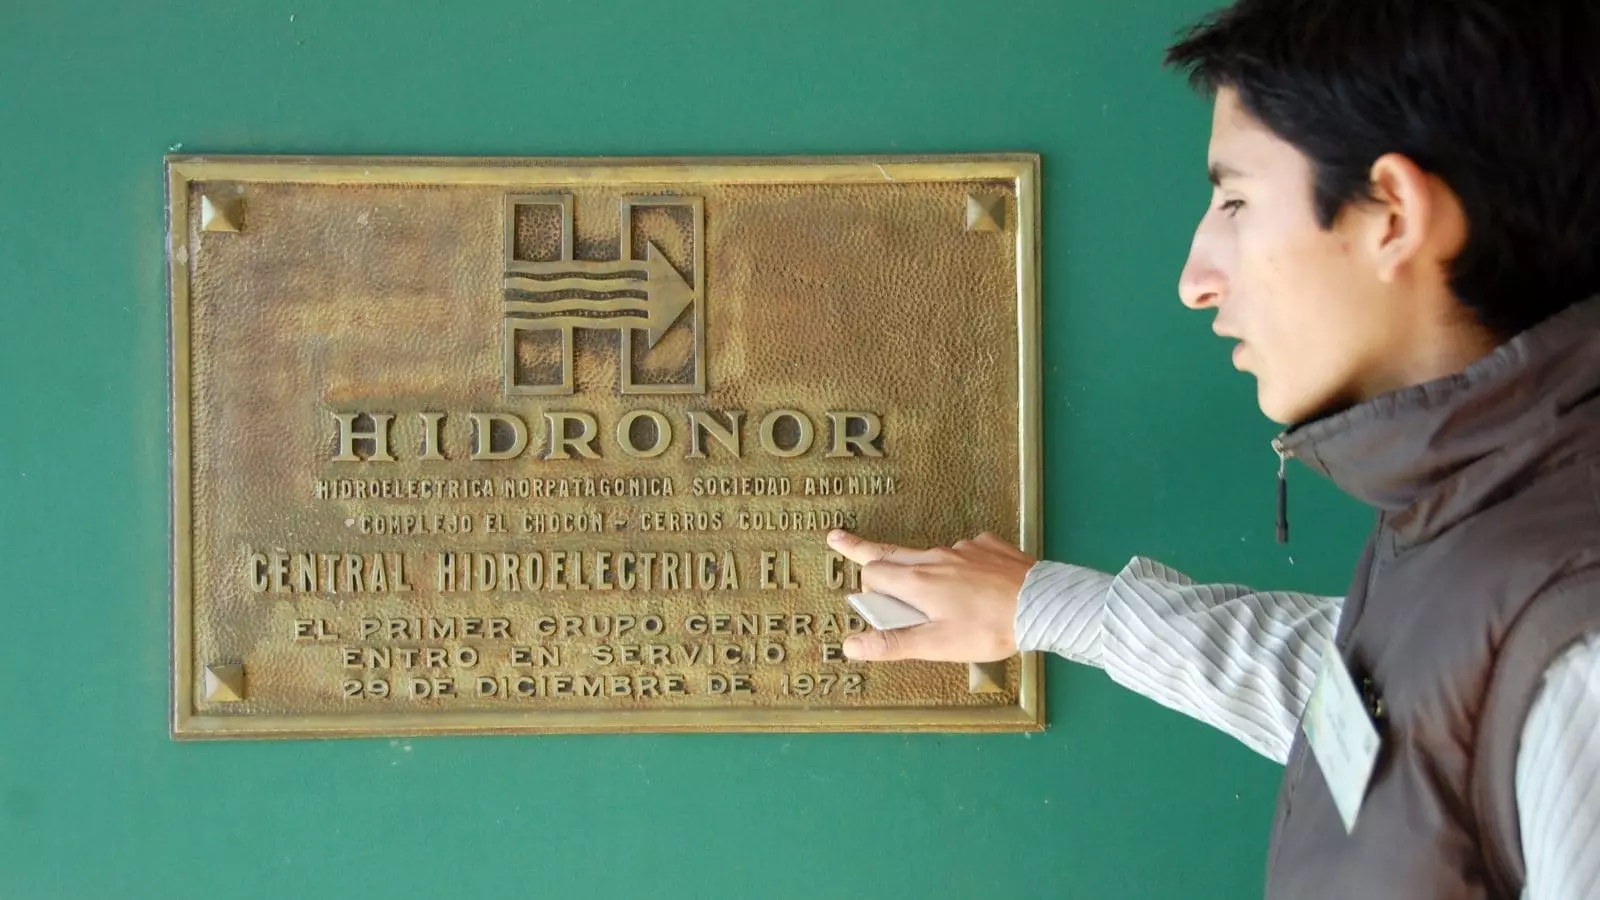 HIDRONOR
HIDROELECTRICA NORPATAGONICA SOCIEDAD ANONIMA
COMPLEJO EL CHOCON - CERROS COLORADOS
CENTRAL HIDROELECTRICA EL
EL PRIMER GRUPO GENERAD
ENTRO EN SERVICIO E
29 DE DICIEMBRE DE 1972